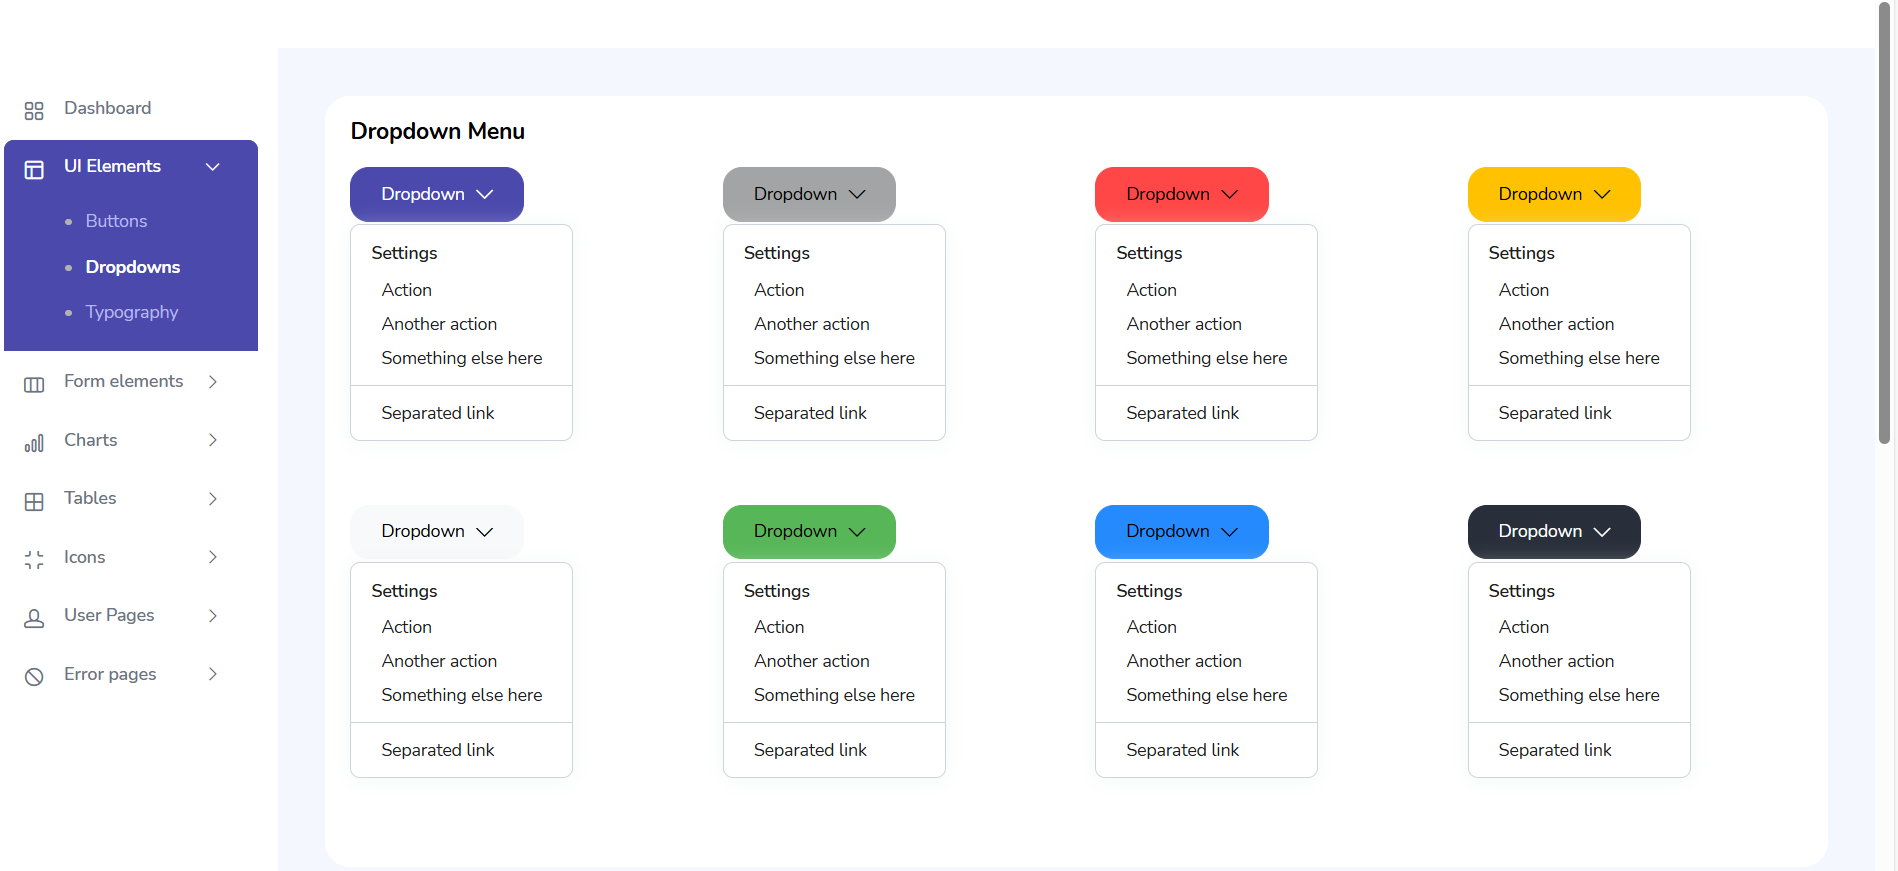 Dashboard
UI Elements
Buttons
Dropdowns
Typography
Form elements
Charts
Tables
Icons
User Pages
Error pages
Dropdown Menu
Dropdown
Settings
Action
Another action
Something else here
Separated link
Dropdown
Settings
Action
Another action
Something else here
Separated link
Dropdown
Settings
Action
Another action
Something else here
Separated link
Dropdown
Settings
Action
Another action
Something else here
Separated link
Dropdown
Settings
Action
Another action
Something else here
Separated link
Dropdown
Settings
Action
Another action
Something else here
Separated link
Dropdown
Settings
Action
Another action
Something else here
Separated link
Dropdown
Settings
Action
Another action
Something else here
Separated link